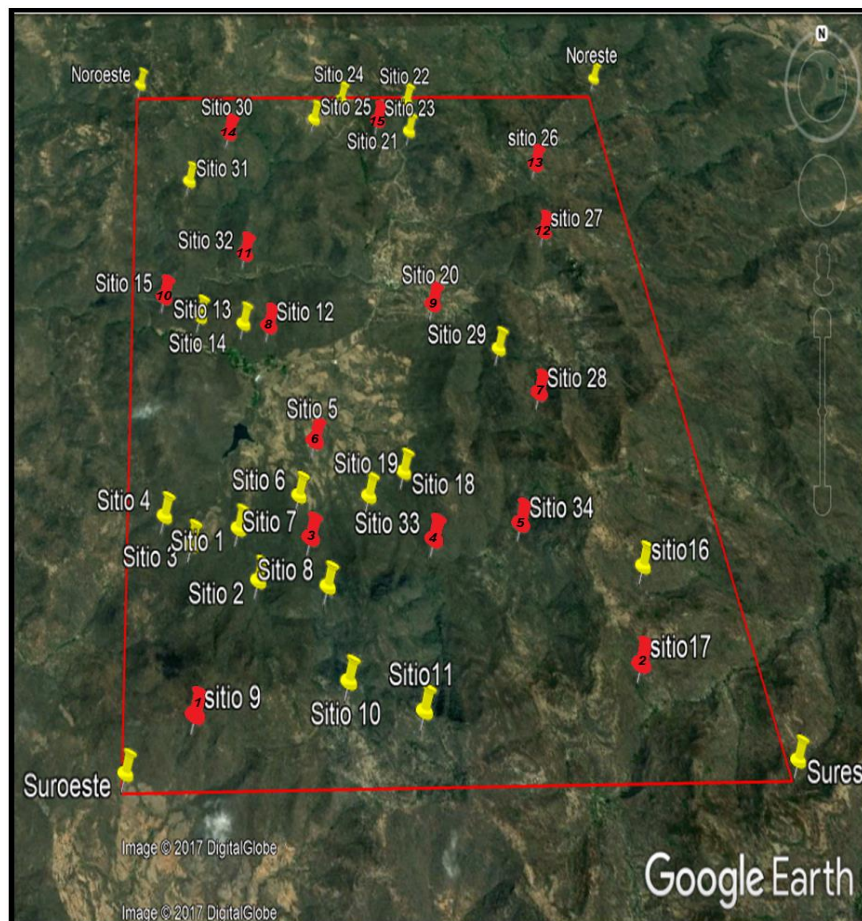 N
Noroeste
Sitio 24
Sitio 22
Noreste
Sitio 30
14
Sitio 25
15
Sitio 23
Sitio 21
sitio 26
13
Sitio 31
sitio 27
12
Sitio 32
11
Sitio 15
10
Sitio 13
Sitio 14
8
Sitio 12
Sitio 20
9
Sitio 29
7
Sitio 28
Sitio 5
6
Sitio 19
Sitio 18
Sitio 6
Sitio 4
Sitio 3
Sitio 1
Sitio 7
3
Sitio 33
4
5
Sitio 34
sitio16
Sitio 2
Sitio 8
2
sitio17
1
sitio 9
Sitio 10
Sitio11
Suroeste
Sures
Image © 2017 DigitalGlobe
Google Earth
Image © 2017 DigitalGlobe